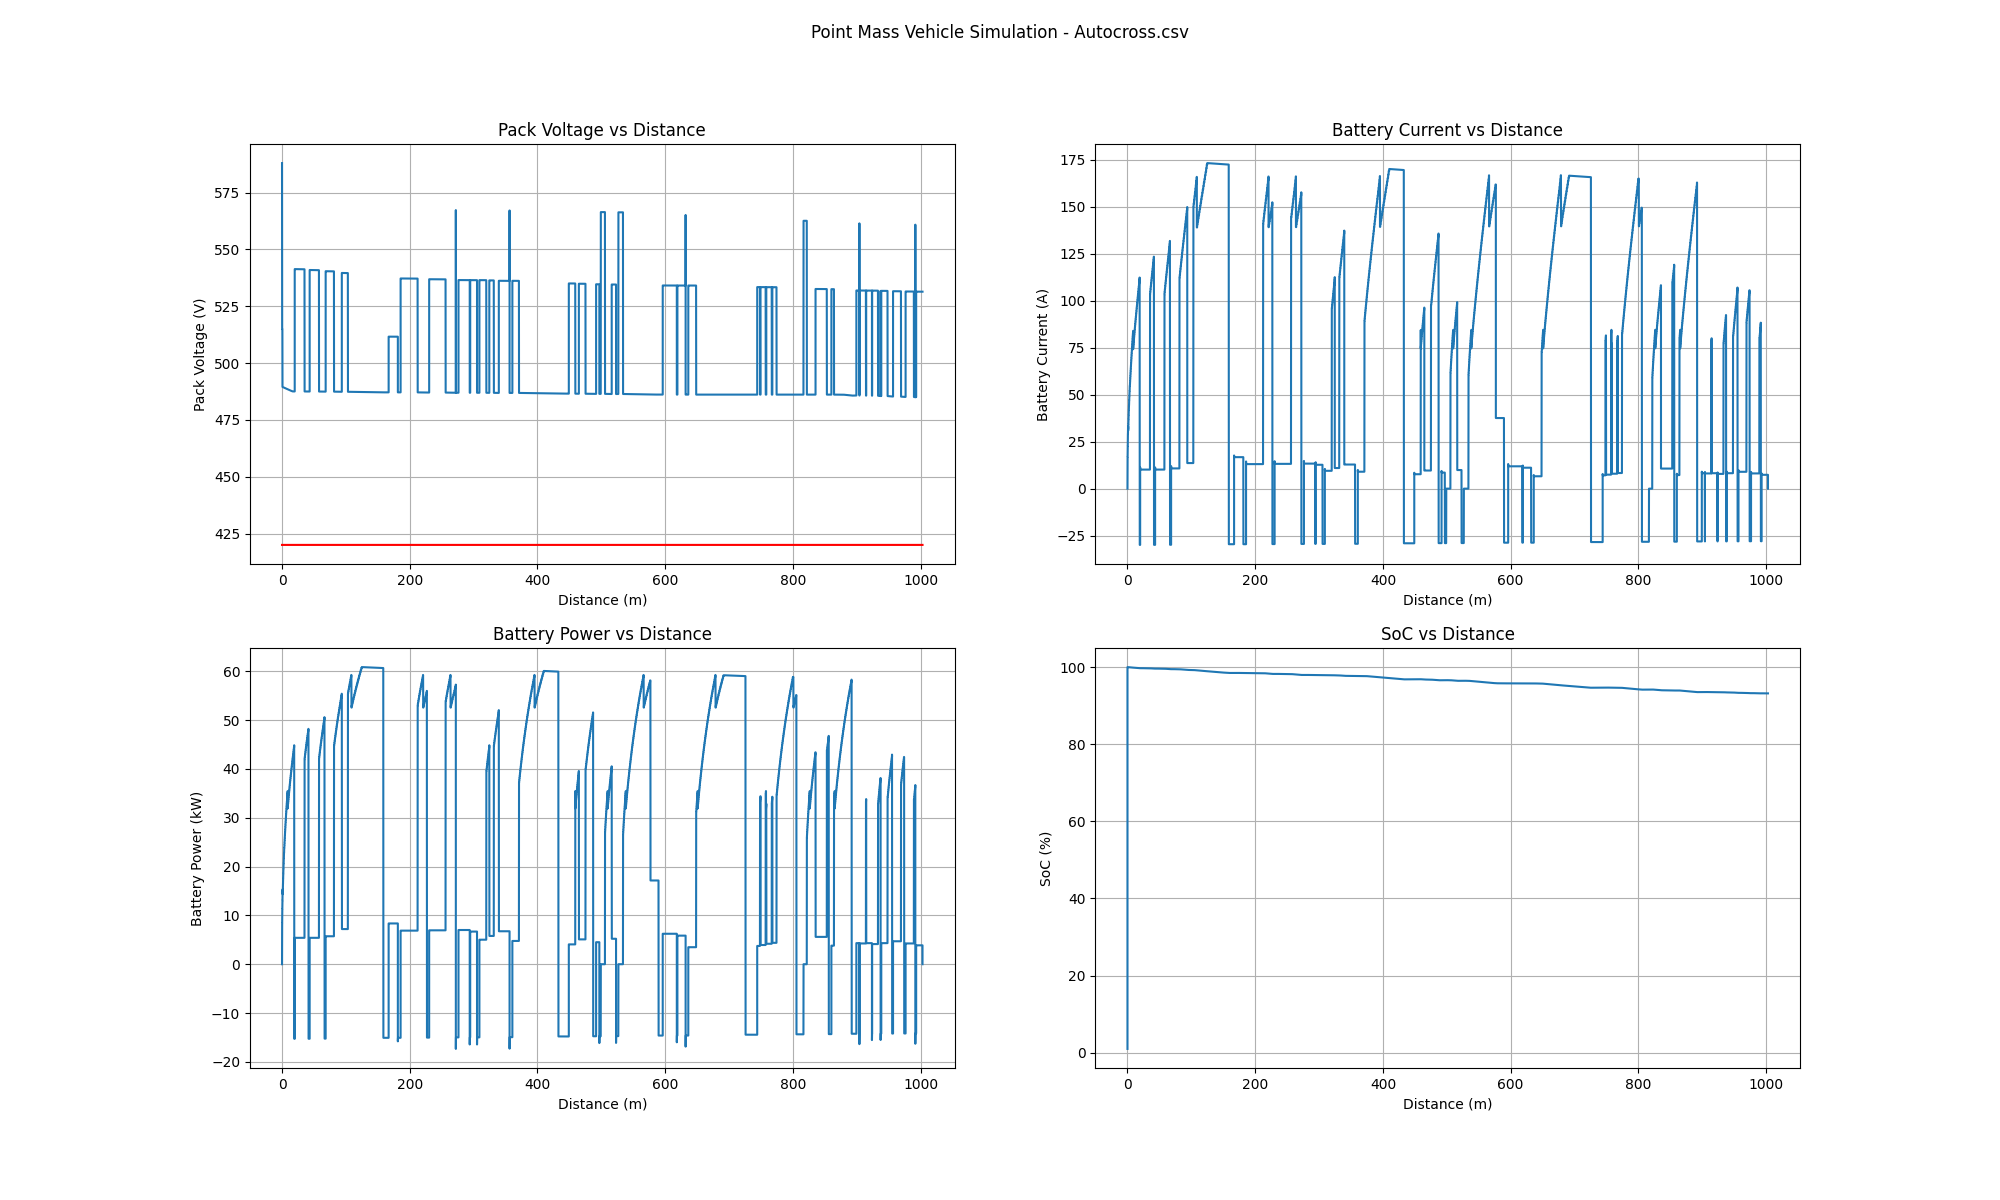 Point Mass Vehicle Simulation - Autocross.csv
Pack Voltage vs Distance
Pack Voltage (V)
575
550
525
500
475
450
425
0 200 400 600 800 1000
Distance (m)
Battery Current vs Distance
Battery Current (A)
175
150
125
100
75
50
25
0
−25
0 200 400 600 800 1000
Distance (m)
Battery Power vs Distance
Battery Power (kW)
60
50
40
30
20
10
0
−10
−20
0 200 400 600 800 1000
Distance (m)
SoC vs Distance
SoC (%)
100
80
60
40
20
0
0 200 400 600 800 1000
Distance (m)